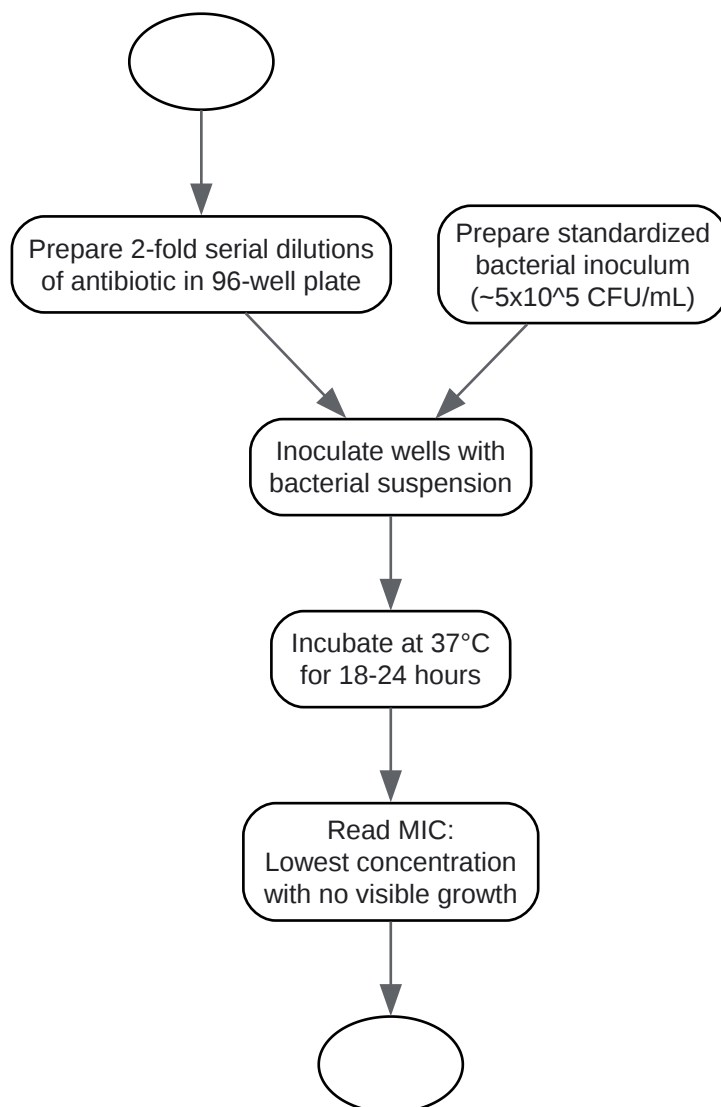 Prepare 2-fold serial dilutions
of antibiotic in 96-well plate
Prepare standardized
bacterial inoculum
(~5x10^5 CFU/mL)
Inoculate wells with
bacterial suspension
Incubate at 37°C
for 18-24 hours
Read MIC:
Lowest concentration
with no visible growth